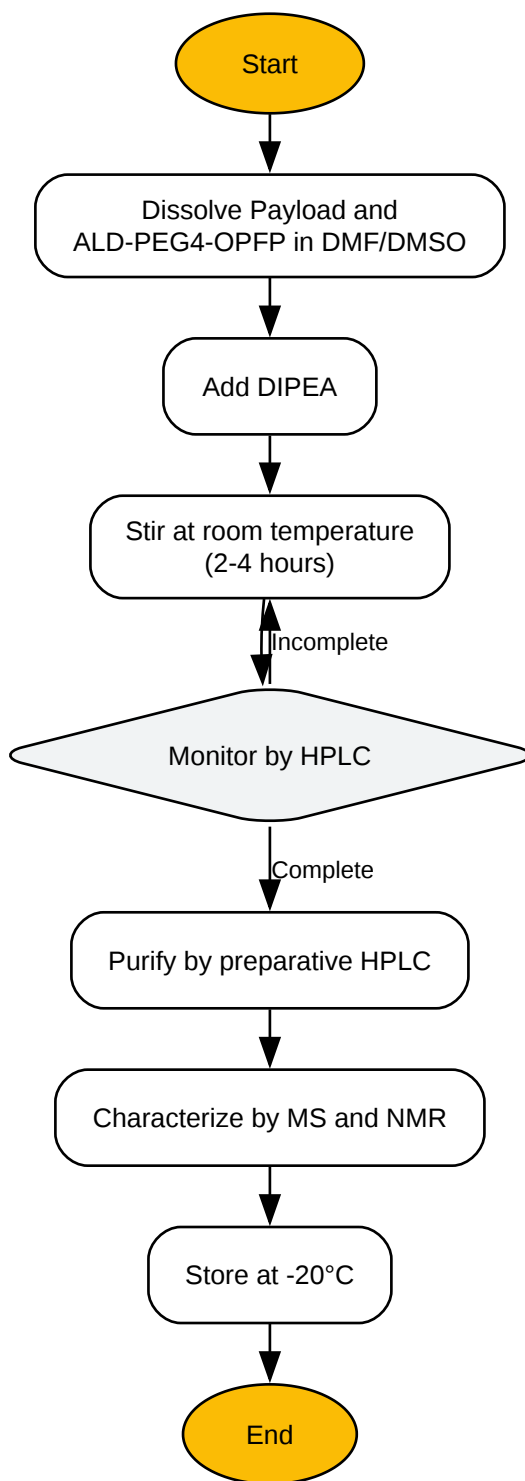 Start
Dissolve Payload and
ALD-PEG4-OPFP in DMF/DMSO
Add DIPEA
Stir at room temperature
(2-4 hours)
Incomplete
Monitor by HPLC
Complete
Purify by preparative HPLC
Characterize by MS and NMR
Store at -20°C
End